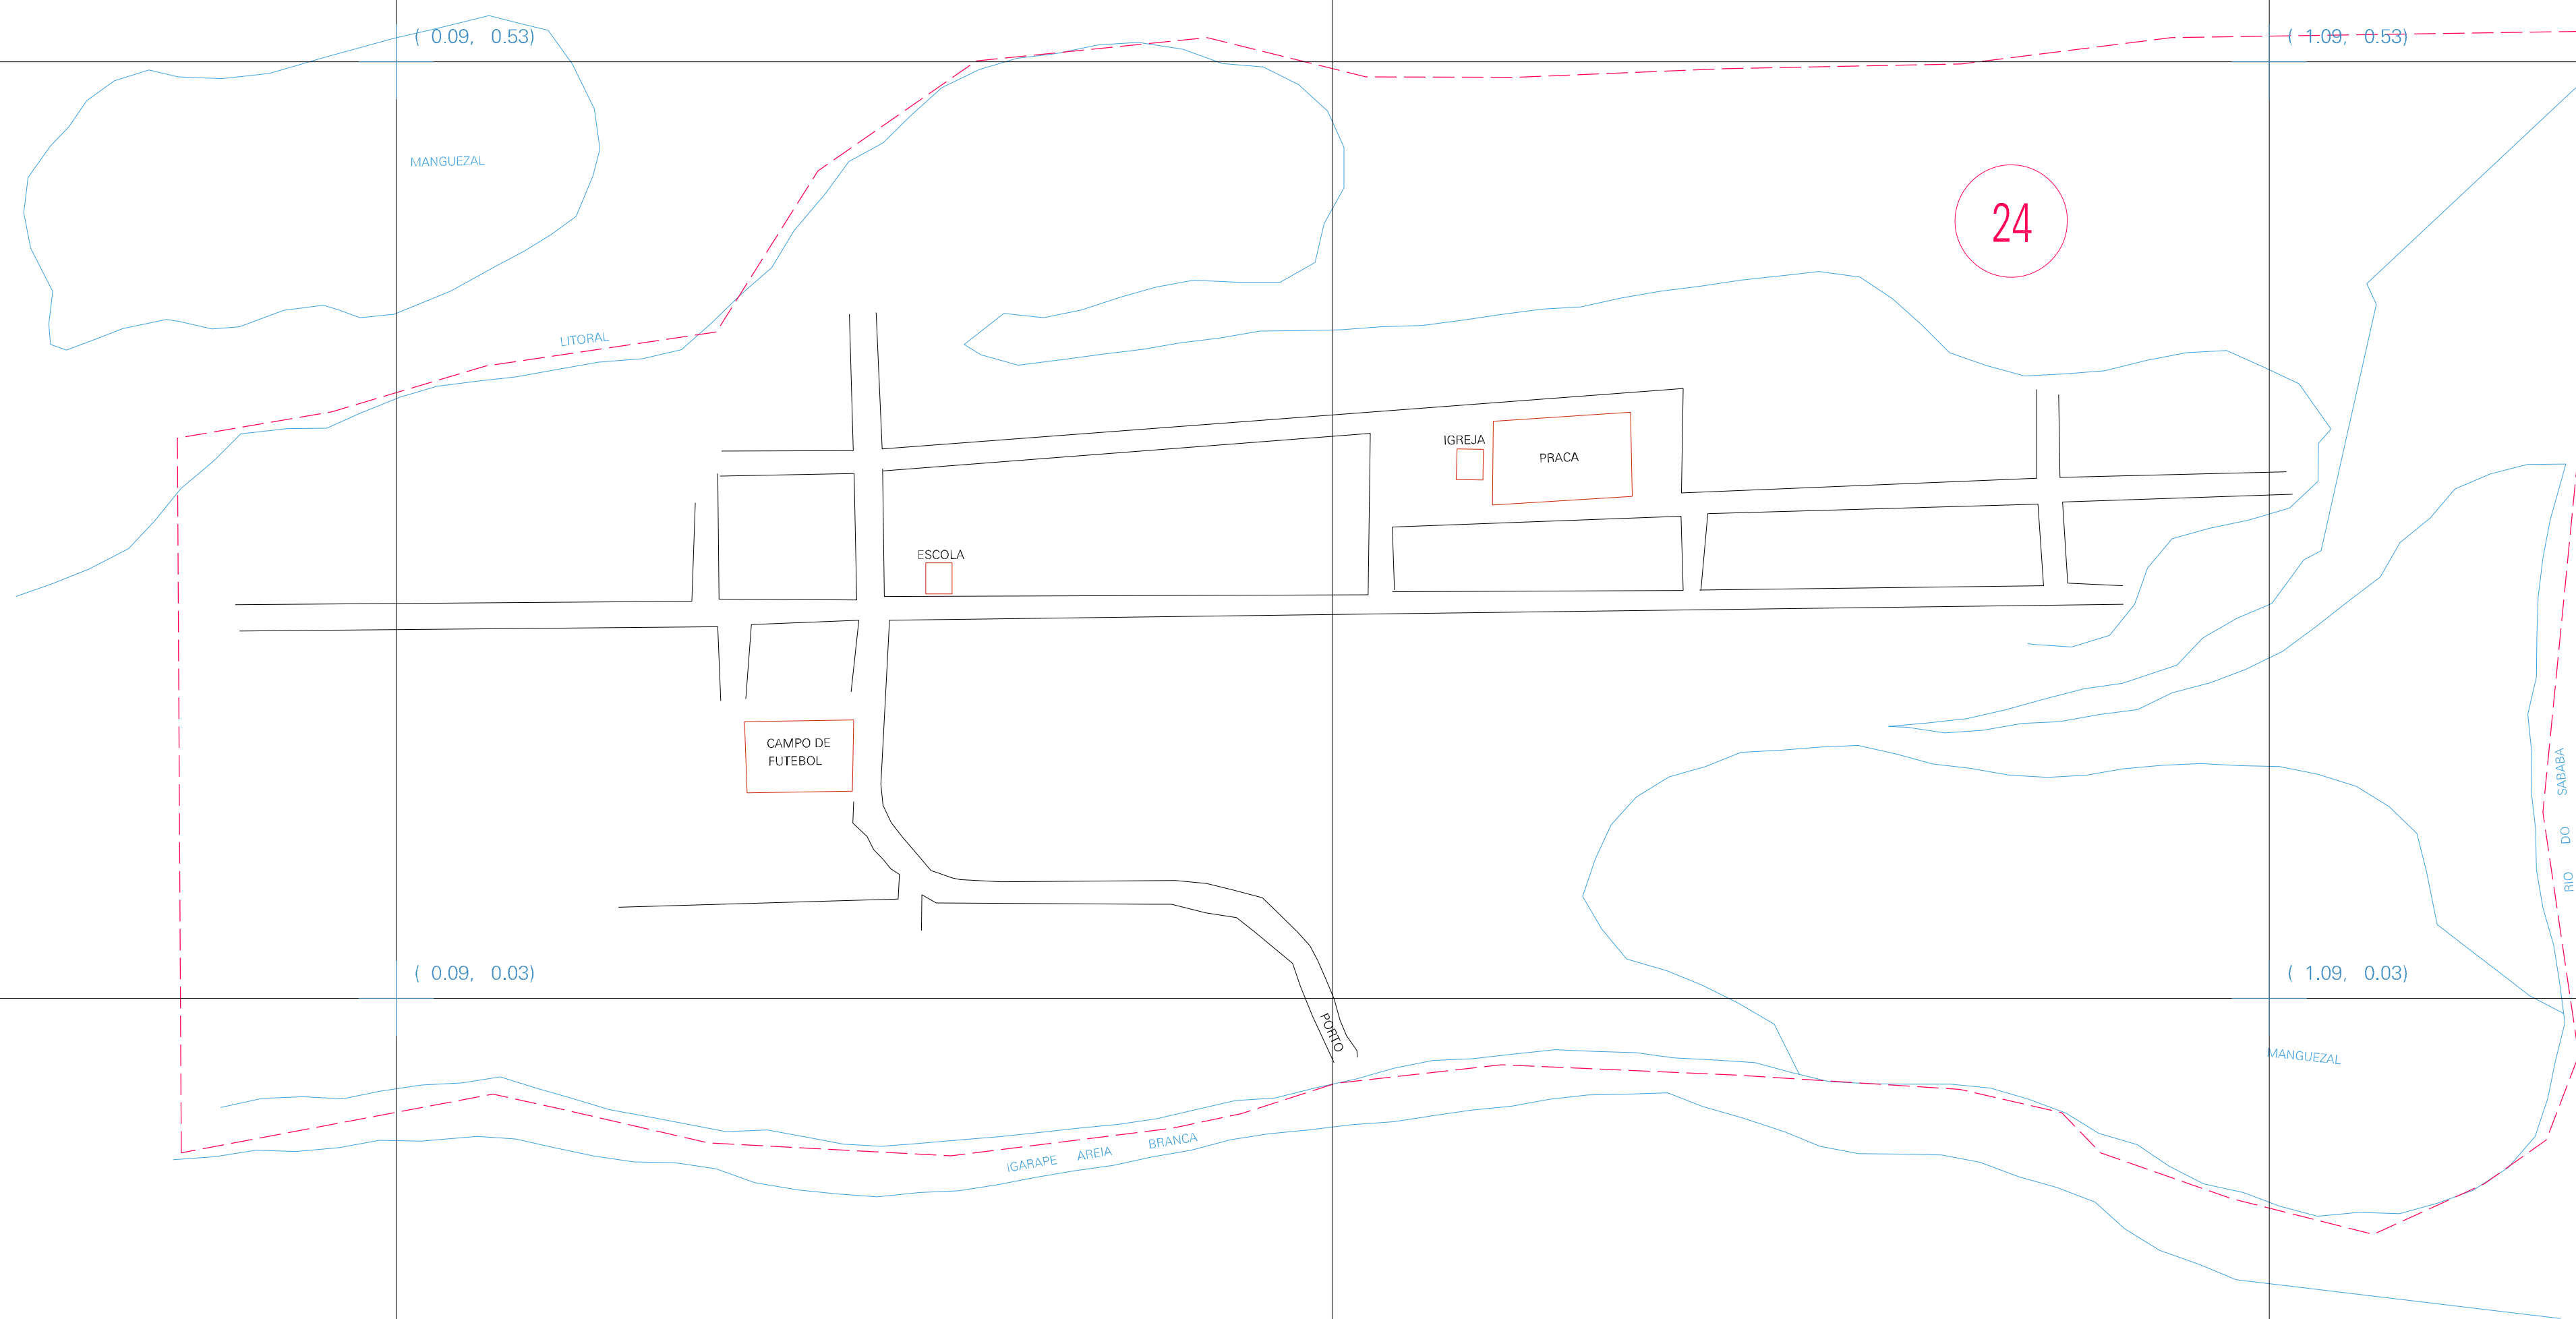 ( 0.09, 0.53)
( 1.09, 0.53)
MANGUEZAL
24
LITORAL
IGREJA
PRACA
ESCOLA
CAMPO DE
FUTEBOL
RIO DO SABABA
( 0.09, 0.03)
( 1.09, 0.03)
PORTO
MANGUEZAL
IGARAPE AREIA BRANCA